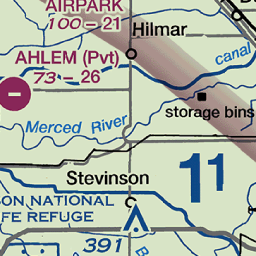 AIRPARK
100 - 21
Hilmar
canal
AHLEM (Pvt)
73 - 26
storage bins
Merced River
11
Stevinson
SON NATIONAL
FE REFUGE
391